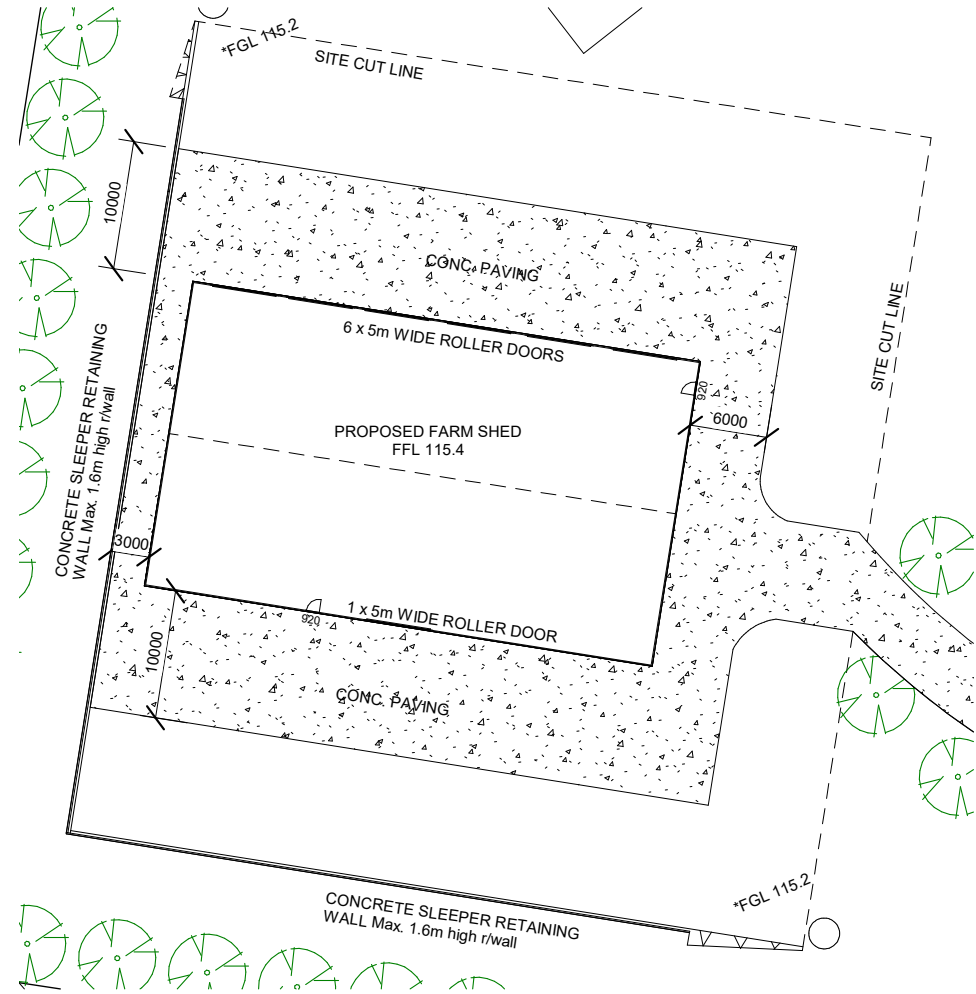 *FGL 115.2
SITE CUT LINE
10000
CONC. PAVING
6 x 5m WIDE ROLLER DOORS
SITE CUT LINE
920
6000
PROPOSED FARM SHED
FFL 115.4
CONCRETE SLEEPER RETAINING
WALL Max. 1.6m high r/wall
3000
920
1 x 5m WIDE ROLLER DOOR
10000
CONC. PAVING
*FGL 115.2
CONCRETE SLEEPER RETAINING
WALL Max. 1.6m high r/wall